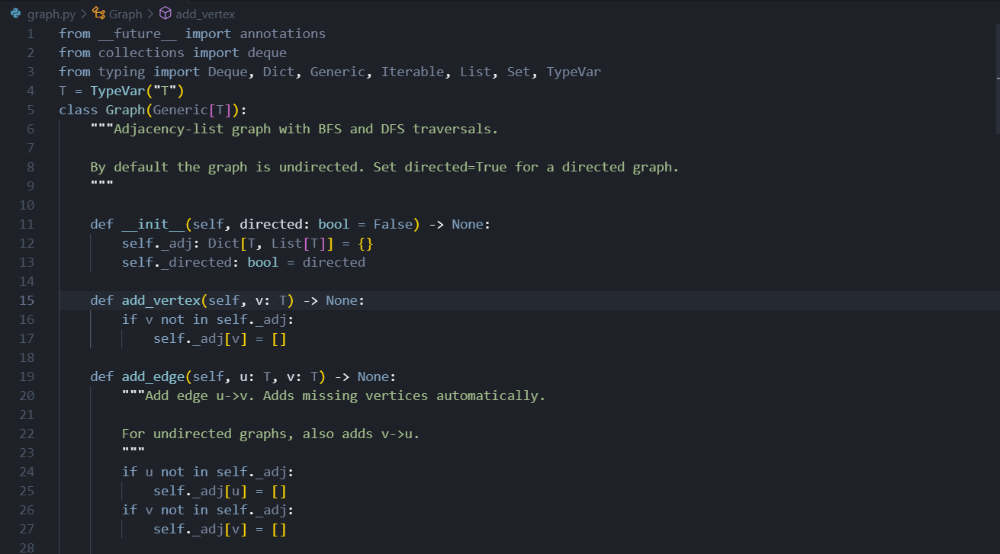 graph.py > Graph > add_vertex
1 from __future__ import annotations
2 from collections import deque
3 from typing import Deque, Dict, Generic, Iterable, List, Set, TypeVar
4 T = TypeVar("T")
5 class Graph(Generic[T]):
6     """Adjacency-list graph with BFS and DFS traversals.
7
8     By default the graph is undirected. Set directed=True for a directed graph.
9     """
10
11     def __init__(self, directed: bool = False) -> None:
12         self._adj: Dict[T, List[T]] = {}
13         self._directed: bool = directed
14
15     def add_vertex(self, v: T) -> None:
16         if v not in self._adj:
17             self._adj[v] = []
18
19     def add_edge(self, u: T, v: T) -> None:
20         """Add edge u->v. Adds missing vertices automatically.
21
22         For undirected graphs, also adds v->u.
23         """
24         if u not in self._adj:
25             self._adj[u] = []
26         if v not in self._adj:
27             self._adj[v] = []
28